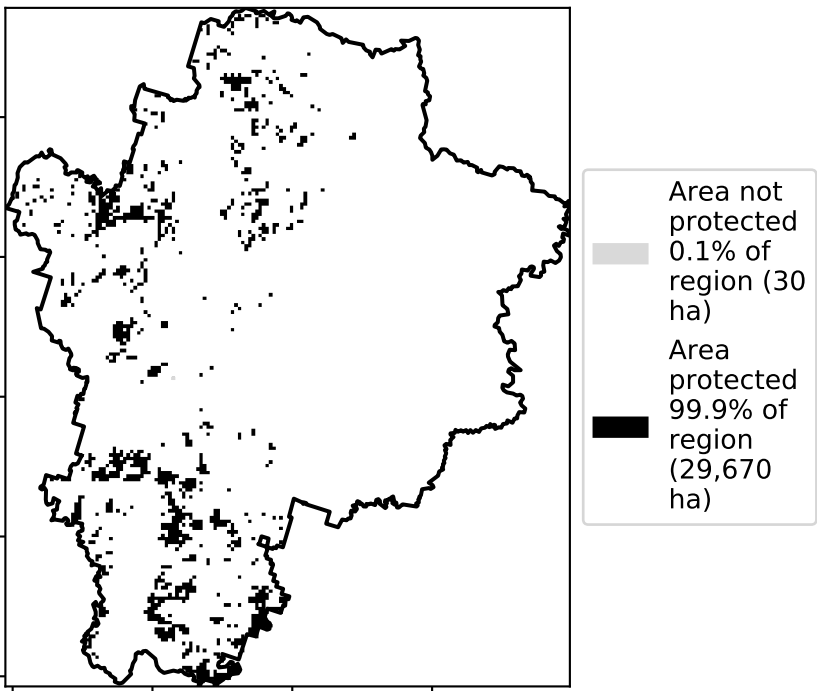 Area not
protected
0.1% of
region (30
ha)
Area
protected
99.9% of
region
(29,670
ha)